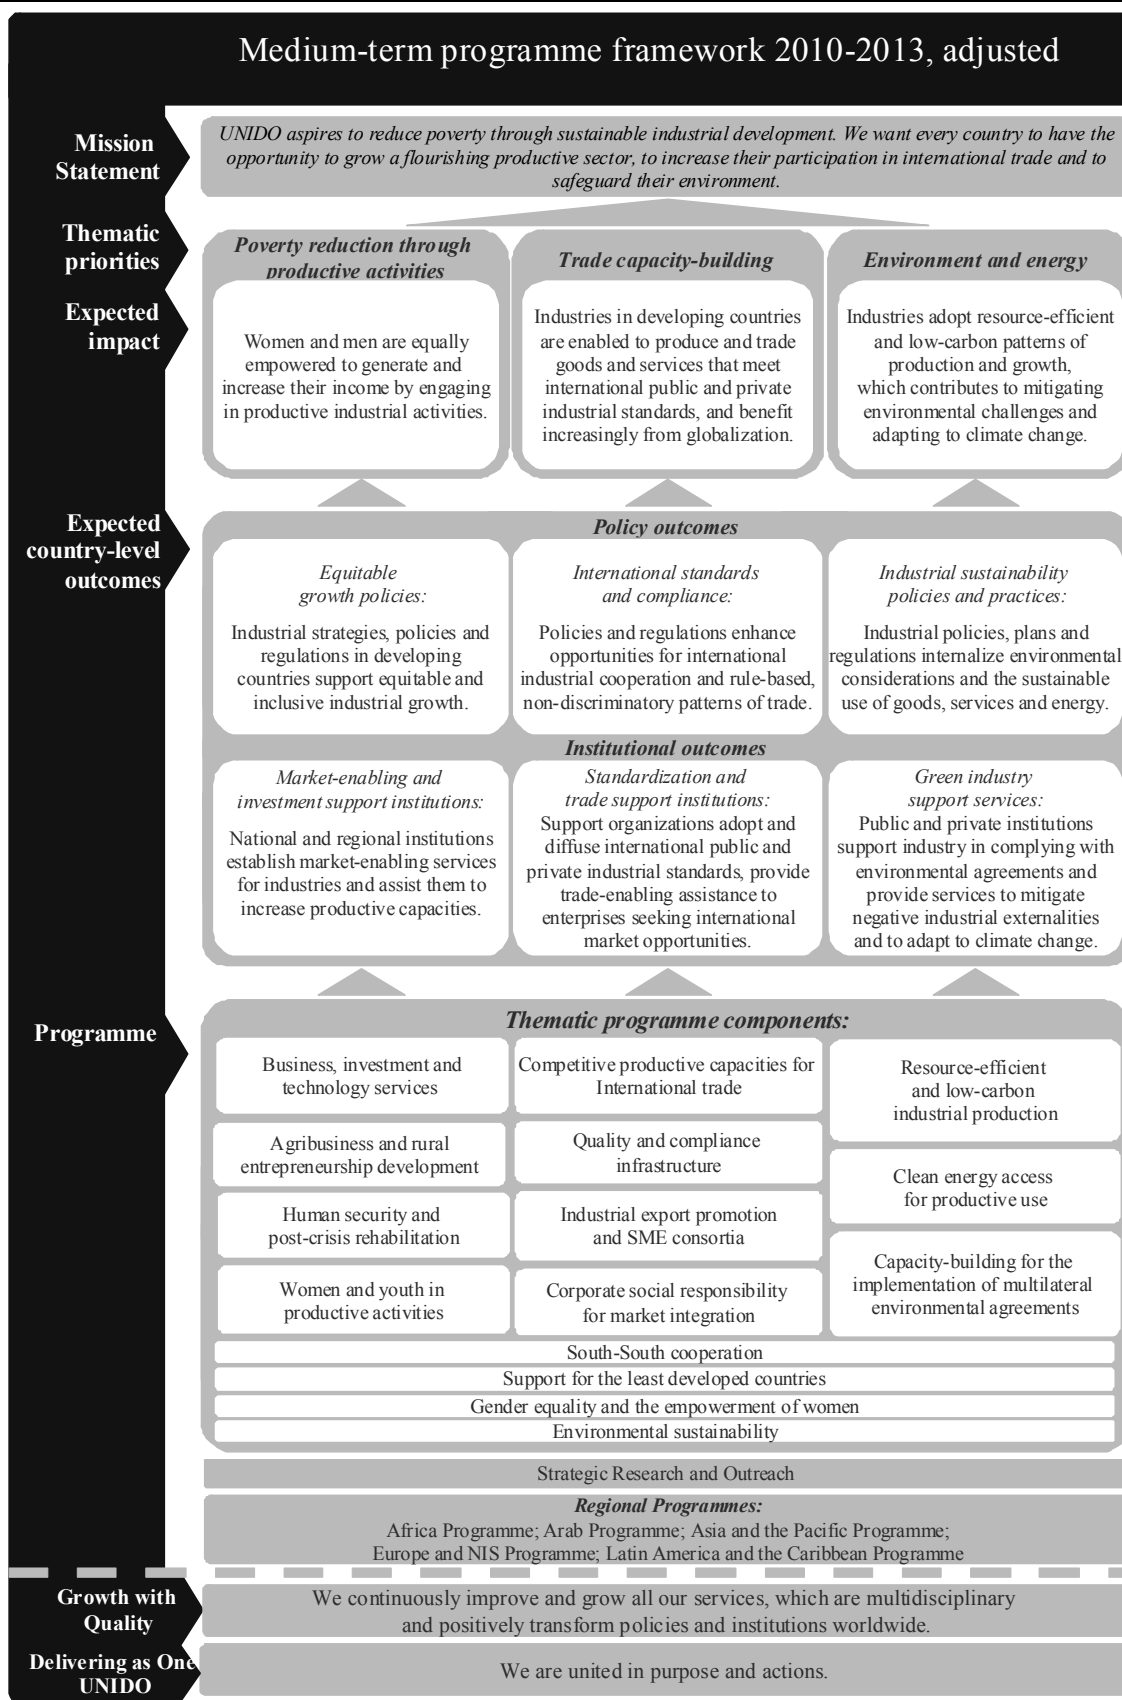 Medium-term programme framework 2010-2013, adjusted
Mission
Statement
UNIDO aspires to reduce poverty through sustainable industrial development. We want every country to have the
opportunity to grow a flourishing productive sector, to increase their participation in international trade and to
safeguard their environment.
Thematic
priorities
Poverty reduction through
productive activities
Trade capacity-building
Environment and energy
Expected
impact
Women and men are equally
empowered to generate and
increase their income by engaging
in productive industrial activities.
Industries in developing countries
are enabled to produce and trade
goods and services that meet
international public and private
industrial standards, and benefit
increasingly from globalization.
Industries adopt resource-efficient
and low-carbon patterns of
production and growth,
which contributes to mitigating
environmental challenges and
adapting to climate change.
Expected
country-level
outcomes
Policy outcomes
Equitable
growth policies:
Industrial strategies, policies and
regulations in developing
countries support equitable and
inclusive industrial growth.
International standards
and compliance:
Policies and regulations enhance
opportunities for international
industrial cooperation and rule-based,
non-discriminatory patterns of trade.
Industrial sustainability
policies and practices:
Industrial policies, plans and
regulations internalize environmental
considerations and the sustainable
use of goods, services and energy.
Institutional outcomes
Market-enabling and
investment support institutions:
National and regional institutions
establish market-enabling services
for industries and assist them to
increase productive capacities.
Standardization and
trade support institutions:
Support organizations adopt and
diffuse international public and
private industrial standards, provide
trade-enabling assistance to
enterprises seeking international
market opportunities.
Green industry
support services:
Public and private institutions
support industry in complying with
environmental agreements and
provide services to mitigate
negative industrial externalities
and to adapt to climate change.
Programme
Thematic programme components:
Business, investment and
technology services
Agribusiness and rural
entrepreneurship development
Human security and
post-crisis rehabilitation
Women and youth in
productive activities
Competitive productive capacities for
International trade
Quality and compliance
infrastructure
Industrial export promotion
and SME consortia
Corporate social responsibility
for market integration
Resource-efficient
and low-carbon
industrial production
Clean energy access
for productive use
Capacity-building for the
implementation of multilateral
environmental agreements
South-South cooperation
Support for the least developed countries
Gender equality and the empowerment of women
Environmental sustainability
Strategic Research and Outreach
Regional Programmes:
Africa Programme; Arab Programme; Asia and the Pacific Programme;
Europe and NIS Programme; Latin America and the Caribbean Programme
Growth with
Quality
We continuously improve and grow all our services, which are multidisciplinary
and positively transform policies and institutions worldwide.
Delivering as One
UNIDO
We are united in purpose and actions.